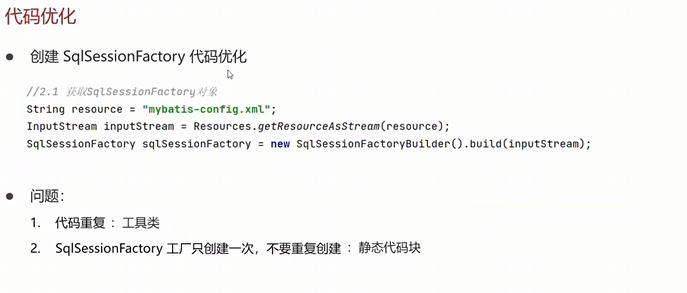 代码优化
● 创建 SqlSessionFactory 代码优化
//2.1 获取SqlSessionFactory对象
String resource = "mybatis-config.xml";
InputStream inputStream = Resources.getResourceAsStream(resource);
SqlSessionFactory sqlSessionFactory = new SqlSessionFactoryBuilder().build(inputStream);
● 问题：
1. 代码重复 ：工具类
2. SqlSessionFactory 工厂只创建一次，不要重复创建 ：静态代码块